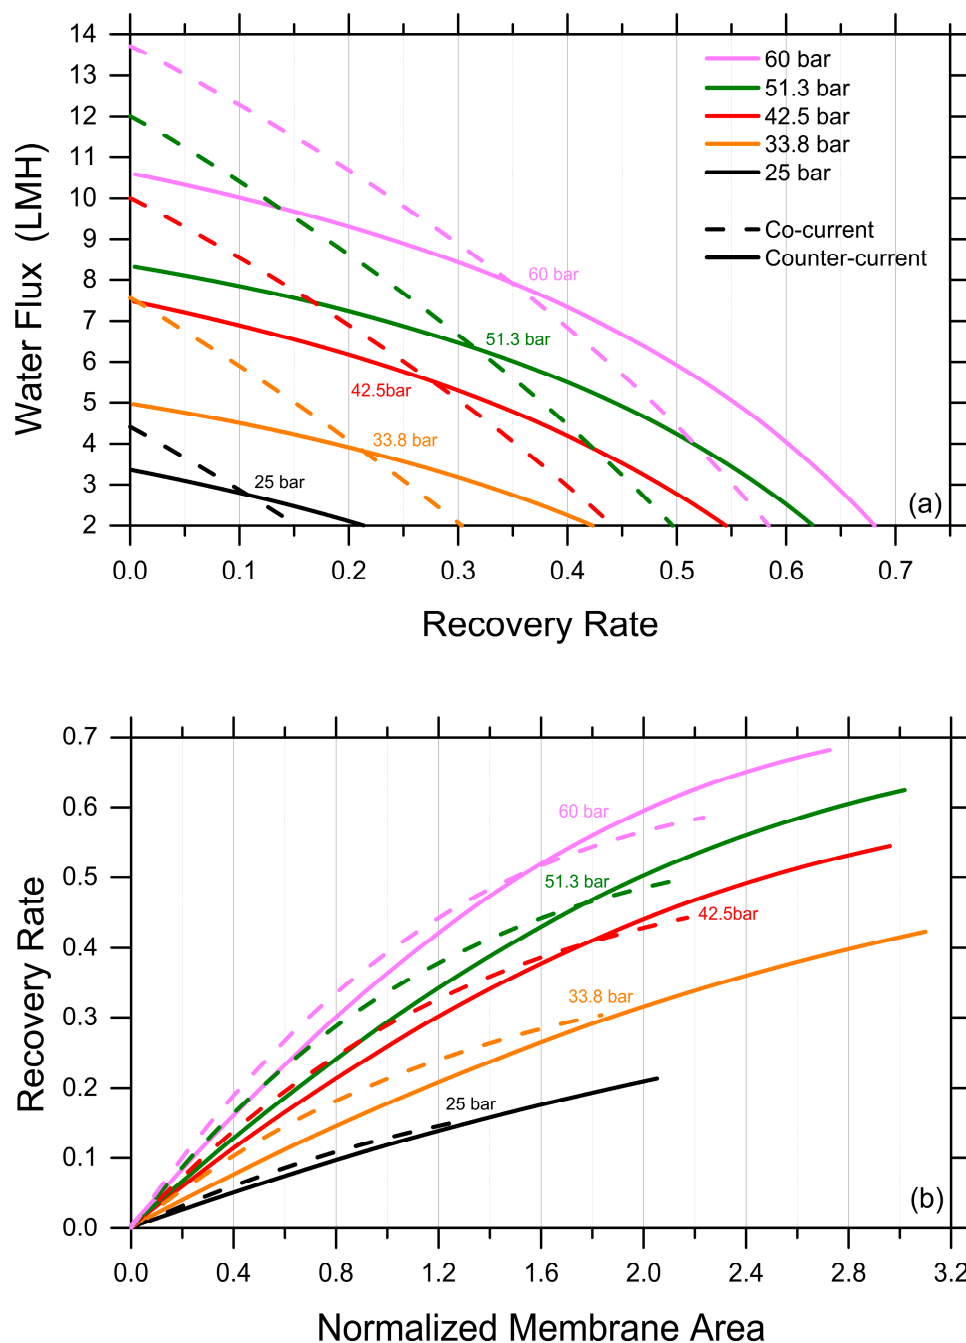 14
13
12
11
10
9
8
7
6
5
4
3
2
Water Flux (LMH)
60 bar
51.3 bar
42.5 bar
33.8 bar
25 bar
Co-current
Counter-current
60 bar
51.3 bar
42.5bar
33.8 bar
25 bar
(a)
0.0 0.1 0.2 0.3 0.4 0.5 0.6 0.7
Recovery Rate
0.7
0.6
0.5
0.4
0.3
0.2
0.1
0.0
Recovery Rate
60 bar
51.3 bar
42.5bar
33.8 bar
25 bar
(b)
0.0 0.4 0.8 1.2 1.6 2.0 2.4 2.8 3.2
Normalized Membrane Area